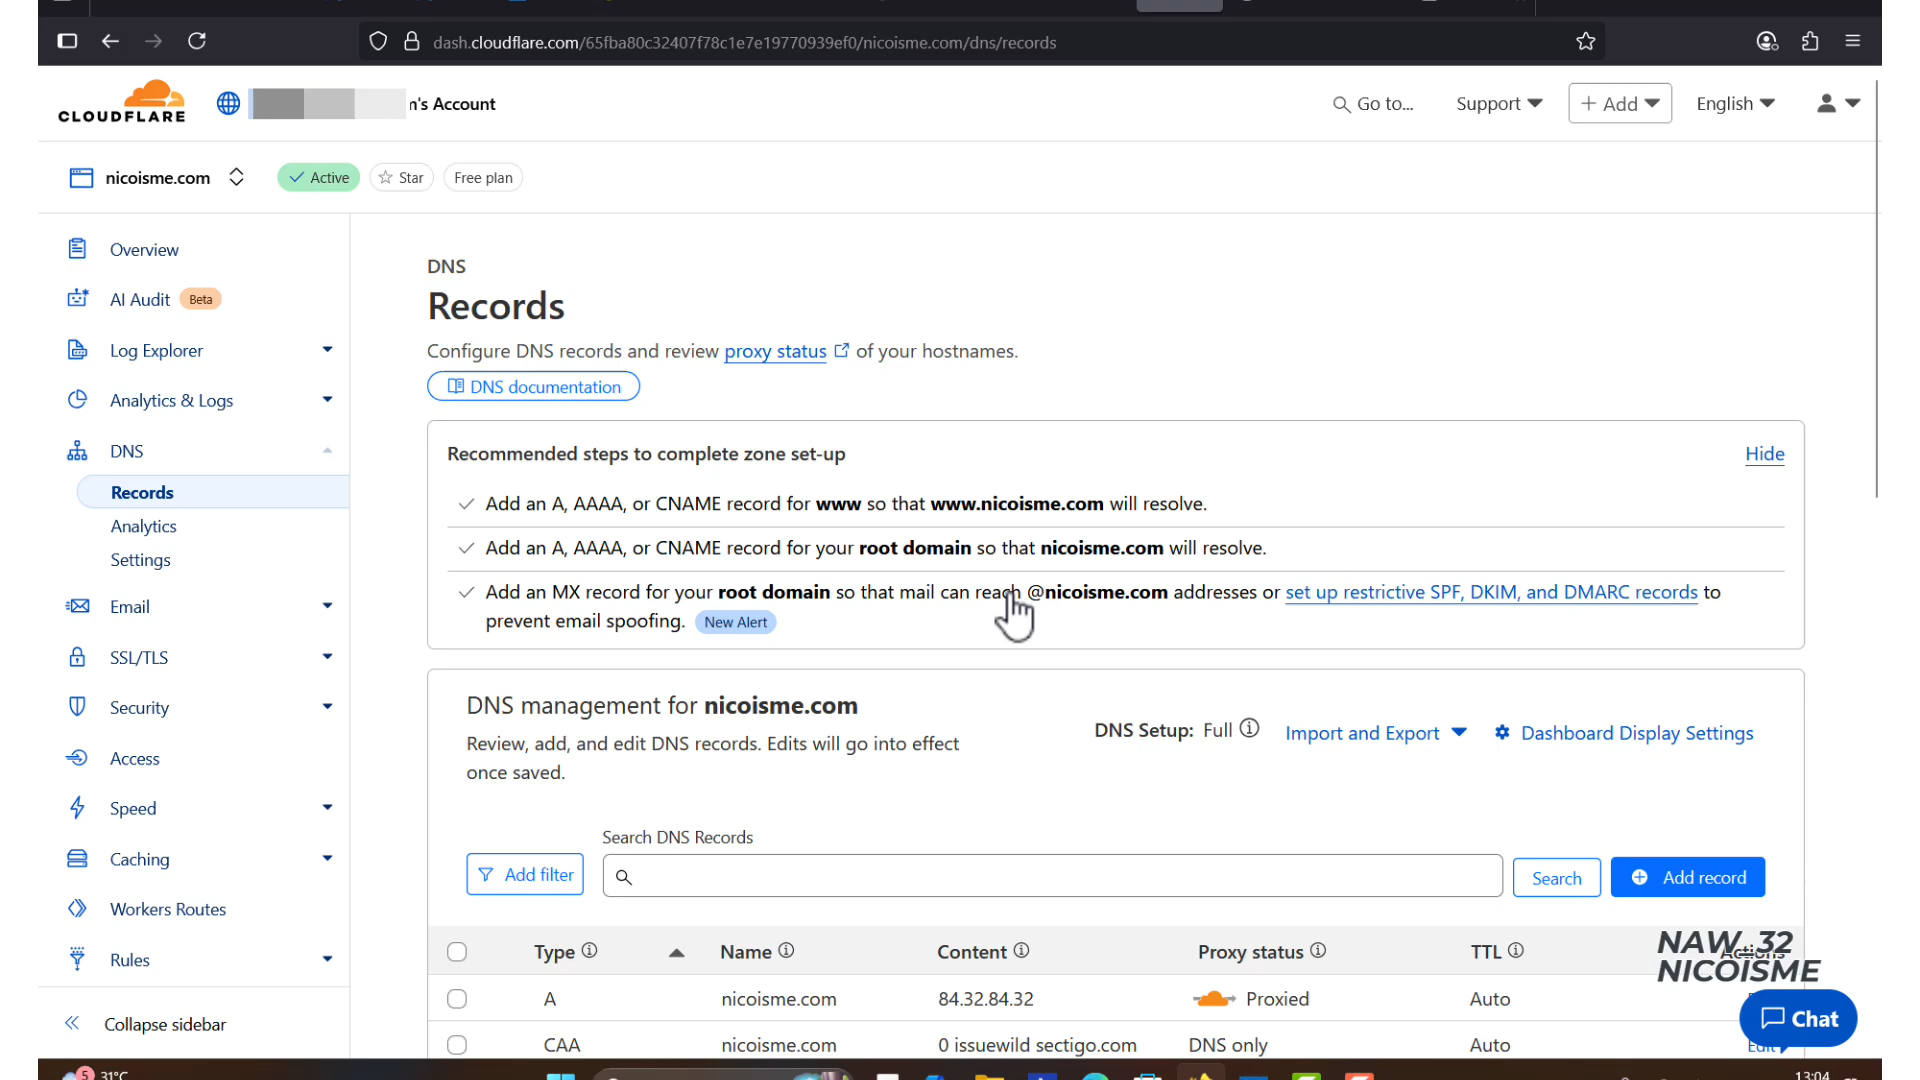 dash.cloudflare.com/65fba80c32407f78c1e7e19770939ef0/nicoisme.com/dns/records
CLOUDFLARE
n's Account
Go to...
Support
+ Add
English
nicoisme.com
Active
Star
Free plan
Overview
AI Audit Beta
Log Explorer
Analytics & Logs
DNS
Records
Analytics
Settings
Email
SSL/TLS
Security
Access
Speed
Caching
Workers Routes
Rules
Collapse sidebar
DNS
Records
Configure DNS records and review proxy status of your hostnames.
DNS documentation
Recommended steps to complete zone set-up
Hide
Add an A, AAAA, or CNAME record for www so that www.nicoisme.com will resolve.
Add an A, AAAA, or CNAME record for your root domain so that nicoisme.com will resolve.
Add an MX record for your root domain so that mail can reach @nicoisme.com addresses or set up restrictive SPF, DKIM, and DMARC records to
prevent email spoofing. New Alert
DNS management for nicoisme.com
Review, add, and edit DNS records. Edits will go into effect
once saved.
DNS Setup: Full
Import and Export
Dashboard Display Settings
Search DNS Records
Add filter
Search
Add record
Type Name Content Proxy status TTL Actions
A nicoisme.com 84.32.84.32 Proxied Auto
CAA nicoisme.com 0 issuewild sectigo.com DNS only Auto Edit
NAW_32
NICOISME
Chat
5 31°C
13:04